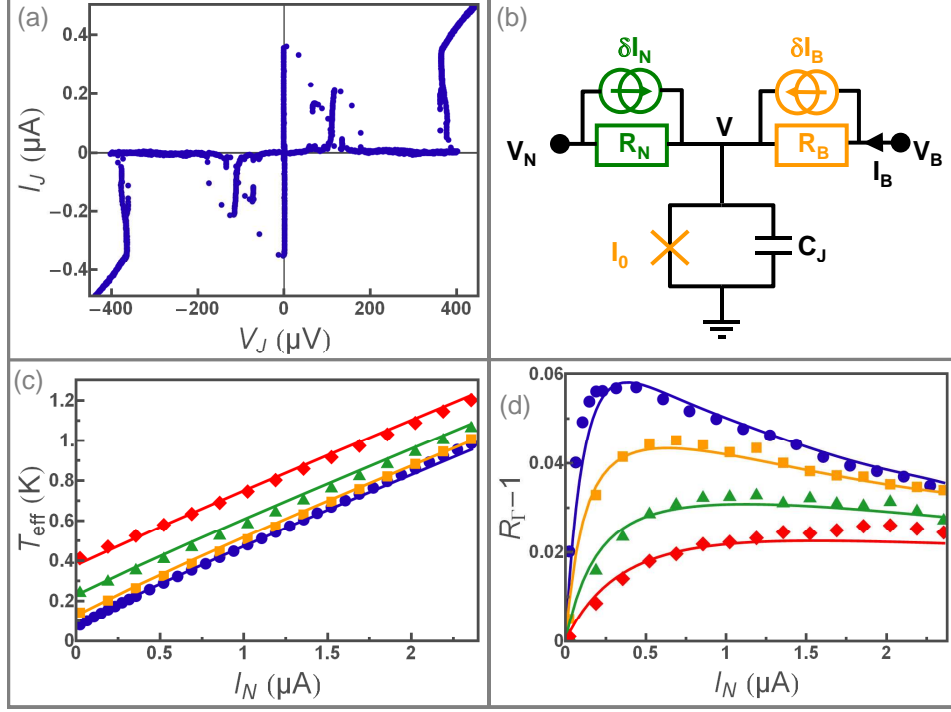 (a)
0.4
0.2
0
−0.2
−0.4
I_J (µA)
−400
−200
0
200
400
V_J (µV)
(b)
δI_N
δI_B
V_N
R_N
V
R_B
I_B
V_B
I_0
C_J
(c)
1.2
1
0.8
0.6
0.4
0.2
0
T_eff (K)
0
0.5
1
1.5
2
I_N (µA)
(d)
0.06
0.04
0.02
0
R_Γ−1
0
0.5
1
1.5
2
I_N (µA)